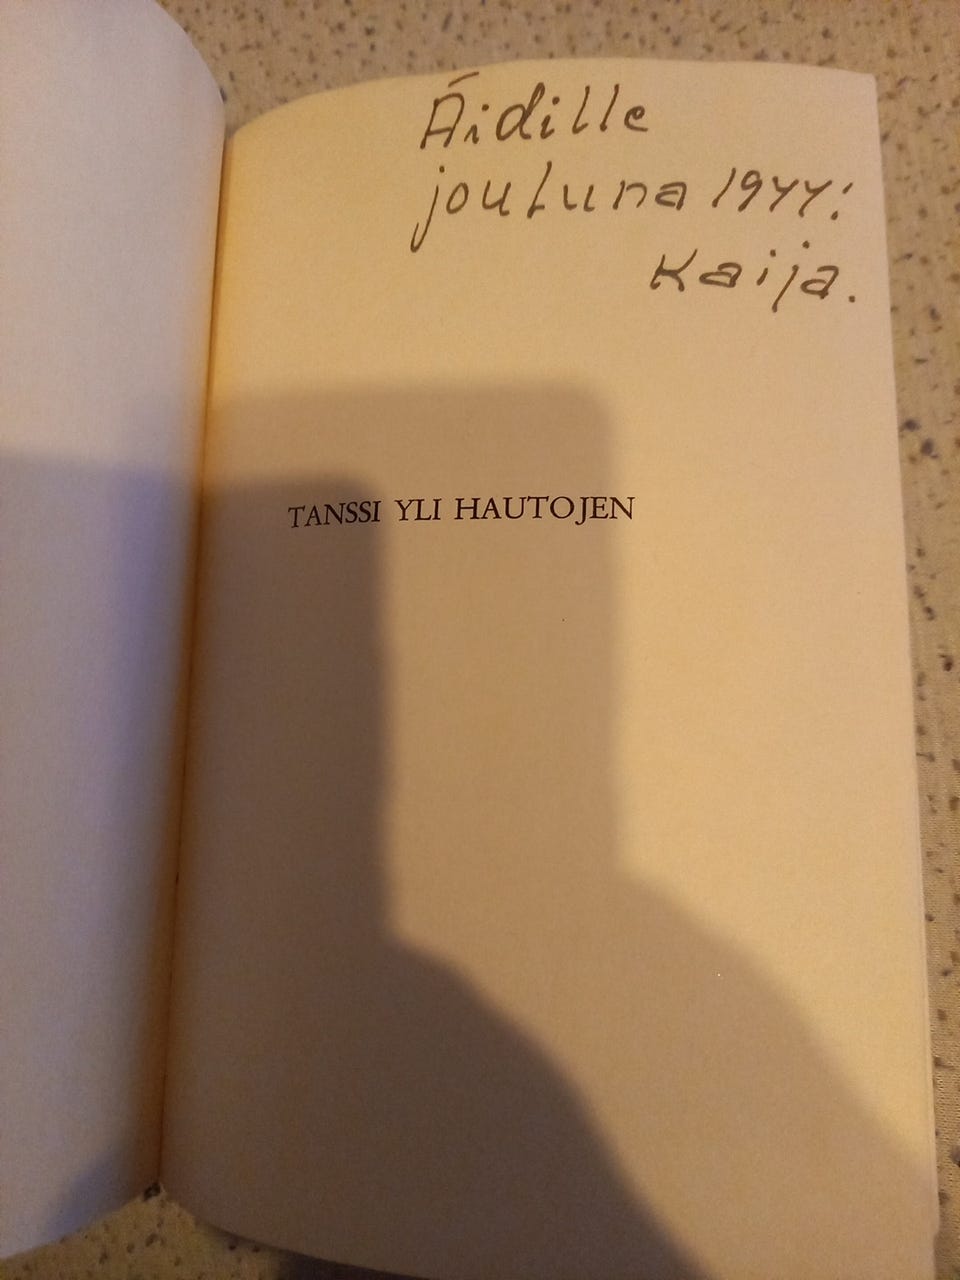 Äidille
jouluna 1944:
Kaija.
TANSSI YLI HAUTOJEN